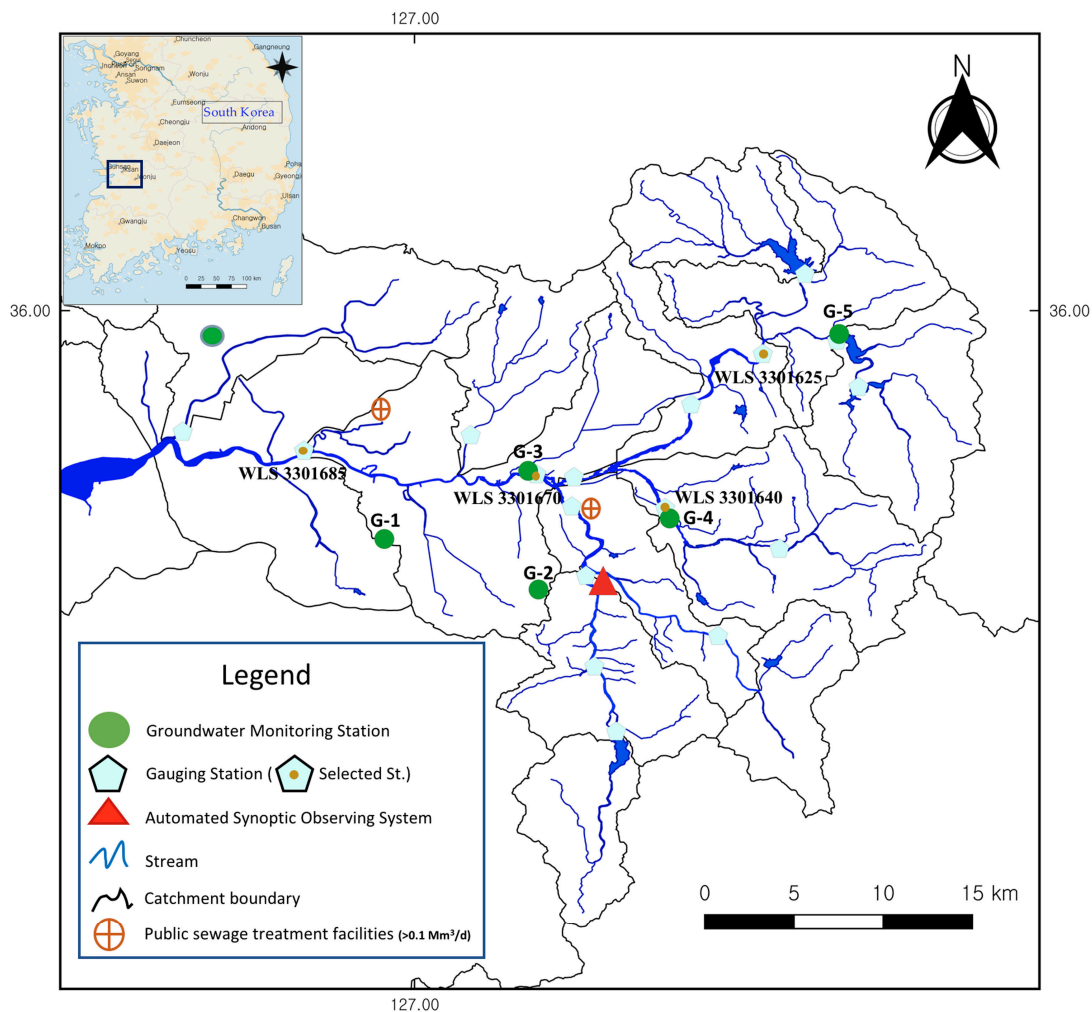 127.00
Chuncheon
Gangneung
Goyang
Seoul
Songnam
Ansan
Suwon
Wonju
Eumseong
South Korea
Cheongju
Andong
Daejeon
Iksan
Jeonju
Daegu
Poha
Gyeongj
Ulsan
Gwangju
Changwon
Busan
Mokpo
Yeosu
0 25 50 75 100 km
N
36.00
36.00
G-5
WLS 3301625
G-3
WLS 3301685
WLS 3301670
WLS 3301640
G-4
G-1
G-2
Legend
Groundwater Monitoring Station
Gauging Station ( Selected St.)
Automated Synoptic Observing System
Stream
Catchment boundary
Public sewage treatment facilities (>0.1 Mm³/d)
0 5 10 15 km
127.00